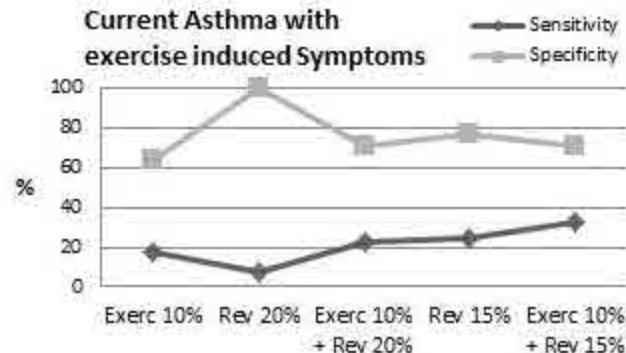 Current Asthma with
exercise induced Symptoms
Sensitivity
Specificity
100
80
60
40
20
0
%
Exerc 10% Rev 20% Exerc 10% Rev 15% Exerc 10%
+ Rev 20% + Rev 15%